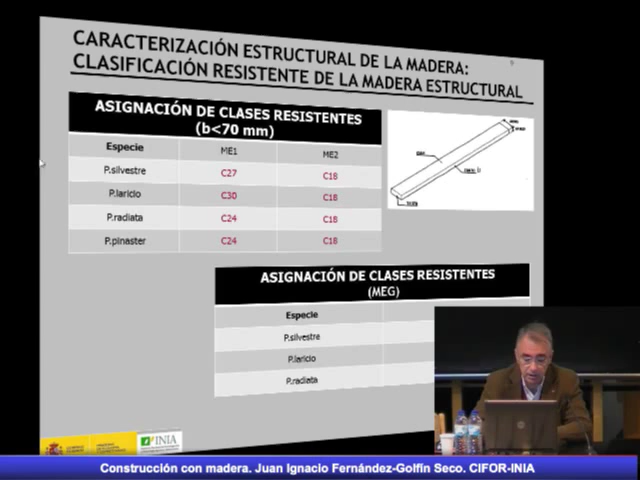 CARACTERIZACIÓN ESTRUCTURAL DE LA MADERA:
CLASIFICACIÓN RESISTENTE DE LA MADERA ESTRUCTURAL
ASIGNACIÓN DE CLASES RESISTENTES
(b<70 mm)
Especie ME1 ME2
P.silvestre C27 C18
P.laricio C30 C18
P.radiata C24 C18
P.pinaster C24 C18
ASIGNACIÓN DE CLASES RESISTENTES
(MEG)
Especie
P.silvestre
P.laricio
P.radiata
INIA
Construcción con madera. Juan Ignacio Fernández-Golfín Seco. CIFOR-INIA